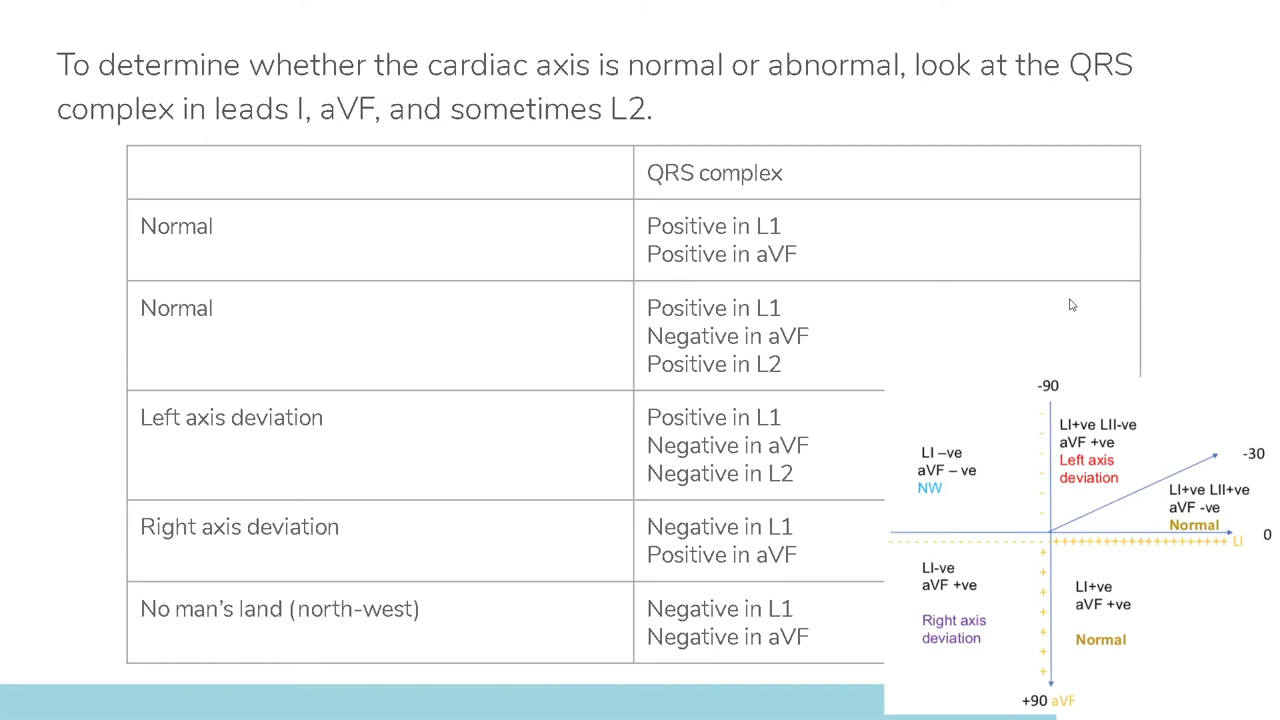 To determine whether the cardiac axis is normal or abnormal, look at the QRS
complex in leads I, aVF, and sometimes L2.
QRS complex
Normal
Positive in L1
Positive in aVF
Normal
Positive in L1
Negative in aVF
Positive in L2
Left axis deviation
Positive in L1
Negative in aVF
Negative in L2
Right axis deviation
Negative in L1
Positive in aVF
No man's land (north-west)
Negative in L1
Negative in aVF
-90
LI –ve
aVF – ve
NW
LI+ve LII-ve
aVF +ve
Left axis
deviation
-30
LI+ve LII+ve
aVF -ve
Normal
0
LI
LI-ve
aVF +ve
Right axis
deviation
LI+ve
aVF +ve
Normal
+90 aVF